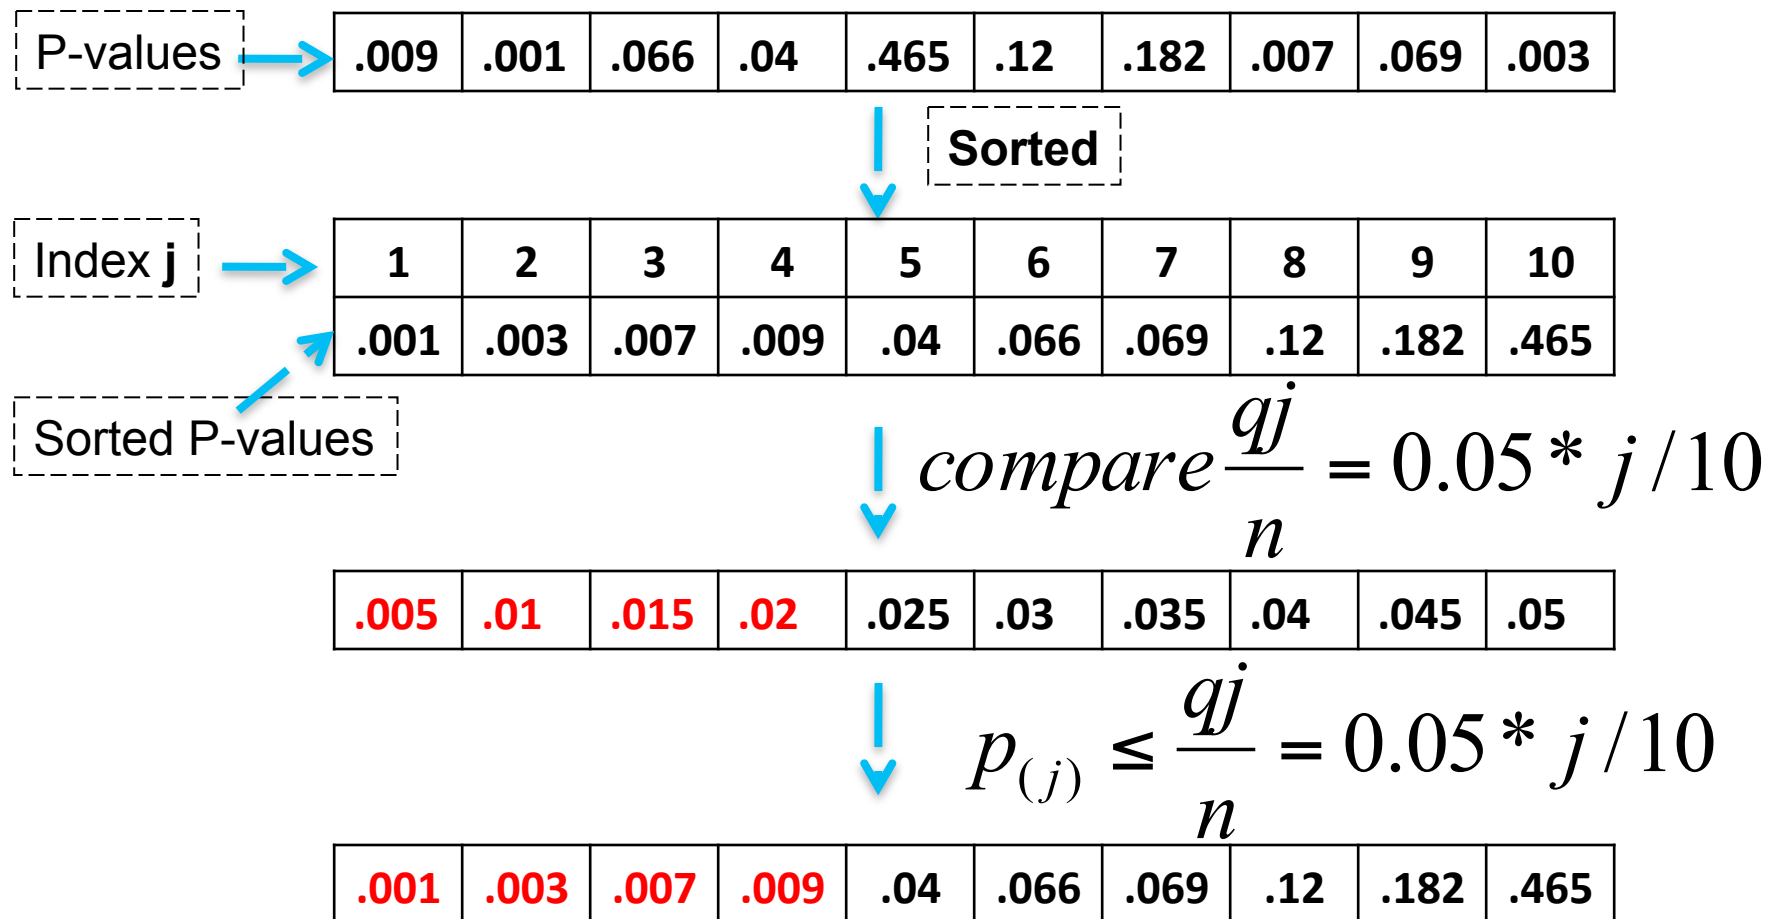 P-values .009 .001 .066 .04 .465 .12 .182 .007 .069 .003
Sorted
Index j 1 2 3 4 5 6 7 8 9 10
.001 .003 .007 .009 .04 .066 .069 .12 .182 .465
Sorted P-values
compare qj/n = 0.05 * j / 10
.005 .01 .015 .02 .025 .03 .035 .04 .045 .05
p(j) ≤ qj/n = 0.05 * j / 10
.001 .003 .007 .009 .04 .066 .069 .12 .182 .465